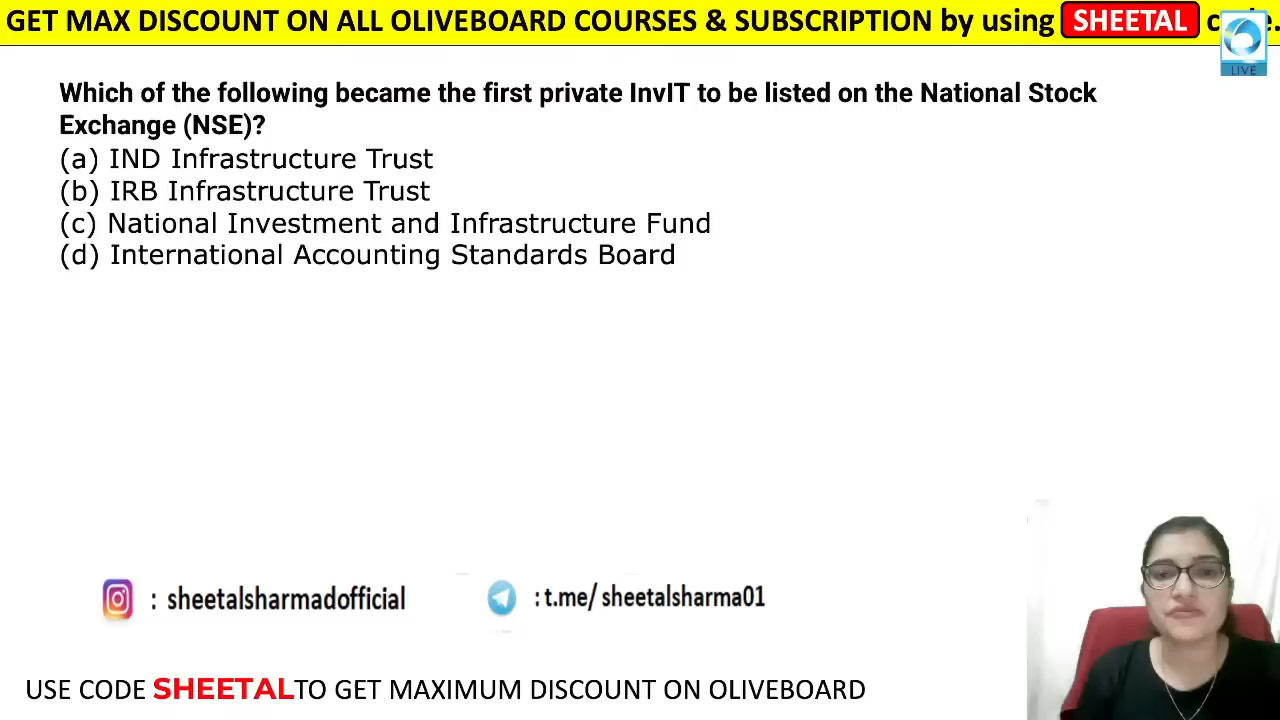 GET MAX DISCOUNT ON ALL OLIVEBOARD COURSES & SUBSCRIPTION by using SHEETAL
LIVE
Which of the following became the first private InvIT to be listed on the National Stock
Exchange (NSE)?
(a) IND Infrastructure Trust
(b) IRB Infrastructure Trust
(c) National Investment and Infrastructure Fund
(d) International Accounting Standards Board
: sheetalsharmadofficial
: t.me/ sheetalsharma01
USE CODE SHEETALTO GET MAXIMUM DISCOUNT ON OLIVEBOARD